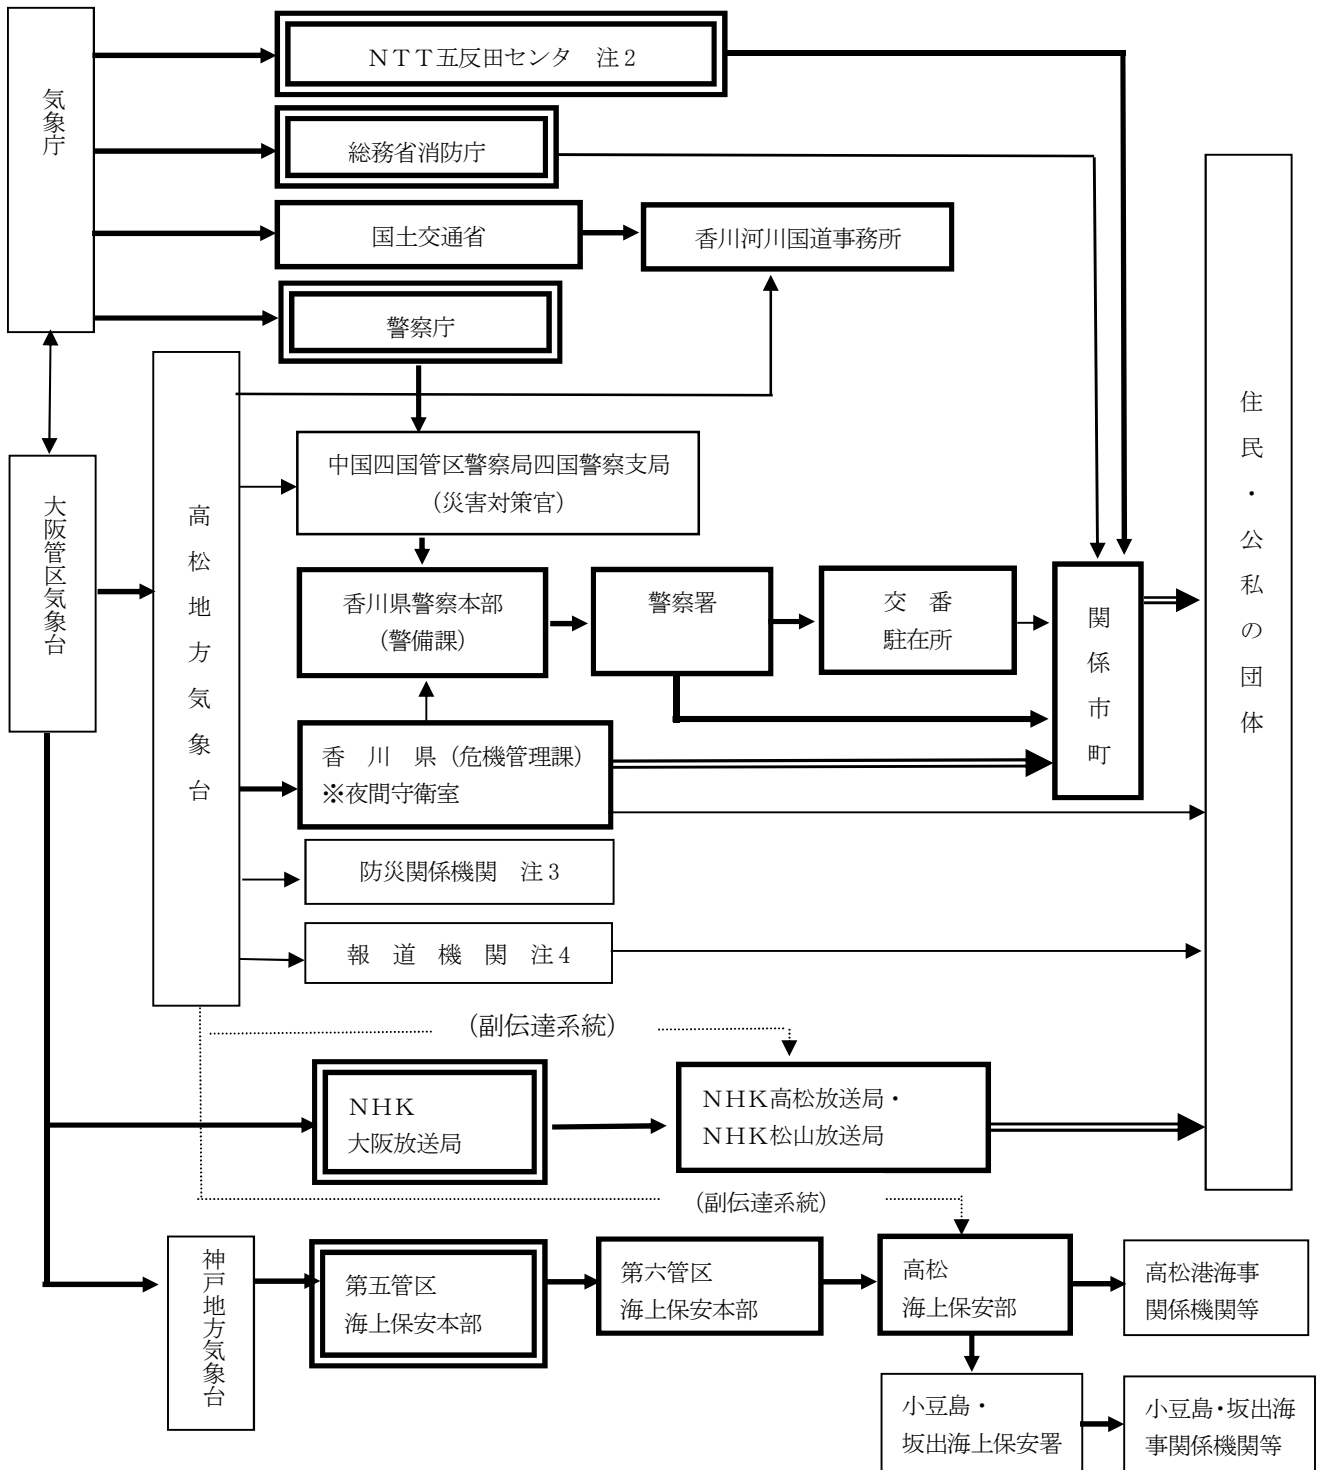 気象庁
ＮＴＴ五反田センタ　注２
総務省消防庁
国土交通省
香川河川国道事務所
警察庁
大阪管区気象台
高松地方気象台
中国四国管区警察局四国警察支局
（災害対策官）
香川県警察本部
（警備課）
警察署
交　番
駐在所
関係市町
住民・公私の団体
香　川　県（危機管理課）
※夜間守衛室
防災関係機関　注３
報　道　機　関　注４
（副伝達系統）
ＮＨＫ
大阪放送局
ＮＨＫ高松放送局・
ＮＨＫ松山放送局
（副伝達系統）
神戸地方気象台
第五管区
海上保安本部
第六管区
海上保安本部
高松
海上保安部
高松港海事
関係機関等
小豆島・
坂出海上保安署
小豆島・坂出海
事関係機関等